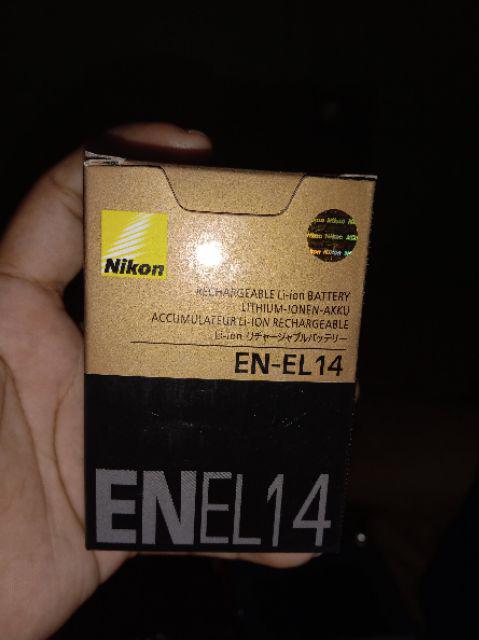 Nikon
RECHARGEABLE Li-ion BATTERY
LITHIUM-IONEN-AKKU
ACCUMULATEUR Li-ION RECHARGEABLE
Li-ion リチャージャブルバッテリー
EN-EL14
ENEL14